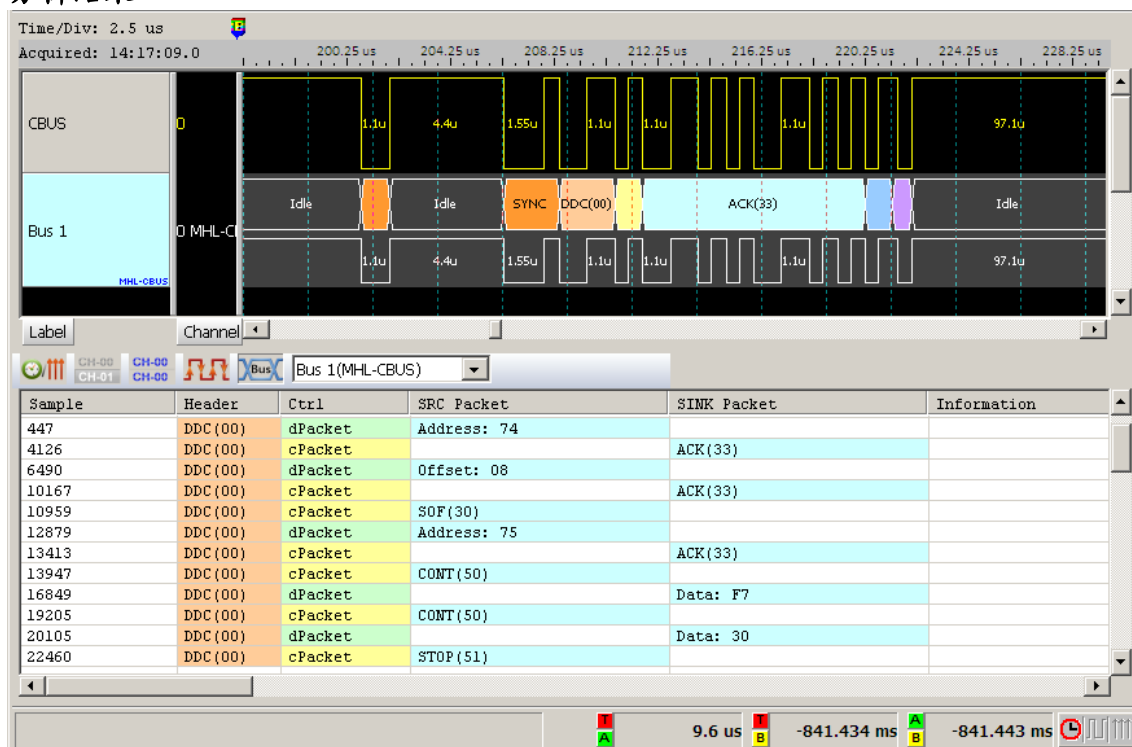 Time/Div: 2.5 us
Acquired: 14:17:09.0 200.25 us 204.25 us 208.25 us 212.25 us 216.25 us 220.25 us 224.25 us 228.25 us
CBUS 0 1.1u 4.4u 1.55u 1.1u 1.1u 1.1u 97.1u
Idle Idle SYNC DDC(00) ACK(33) Idle
Bus 1 0 MHL-C
1.1u 4.4u 1.55u 1.1u 1.1u 1.1u 97.1u
MHL-CBUS
Label Channel
CH-00 CH-01 CH-00 CH-00 Bus Bus 1(MHL-CBUS)
Sample Header Ctrl SRC Packet SINK Packet Information
447 DDC(00) dPacket Address: 74
4126 DDC(00) cPacket ACK(33)
6490 DDC(00) dPacket Offset: 08
10167 DDC(00) cPacket ACK(33)
10959 DDC(00) cPacket SOF(30)
12879 DDC(00) dPacket Address: 75
13413 DDC(00) cPacket ACK(33)
13947 DDC(00) cPacket CONT(50)
16849 DDC(00) dPacket Data: F7
19205 DDC(00) cPacket CONT(50)
20105 DDC(00) dPacket Data: 30
22460 DDC(00) cPacket STOP(51)
T A 9.6 us T B -841.434 ms A B -841.443 ms